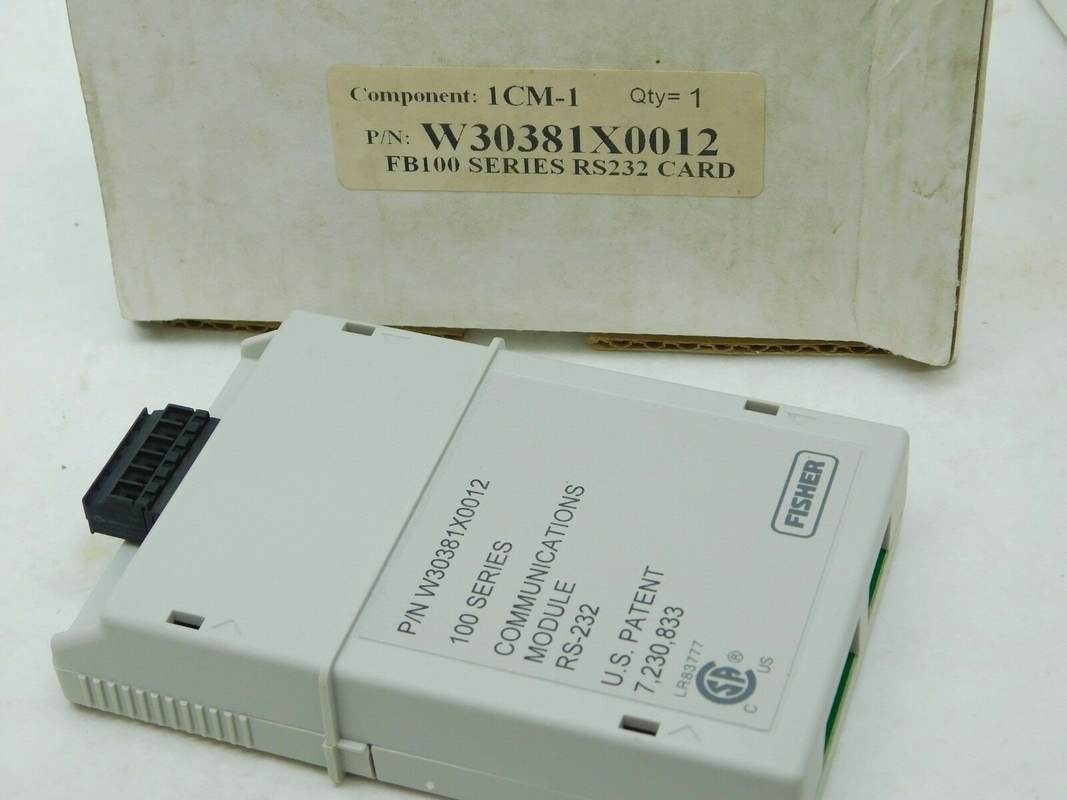 Component: 1CM-1 Qty= 1
P/N: W30381X0012
FB100 SERIES RS232 CARD
P/N W30381X0012
100 SERIES
COMMUNICATIONS
MODULE
RS-232
U.S. PATENT
7,230,833
FISHER
LR83777
SA ®
C US